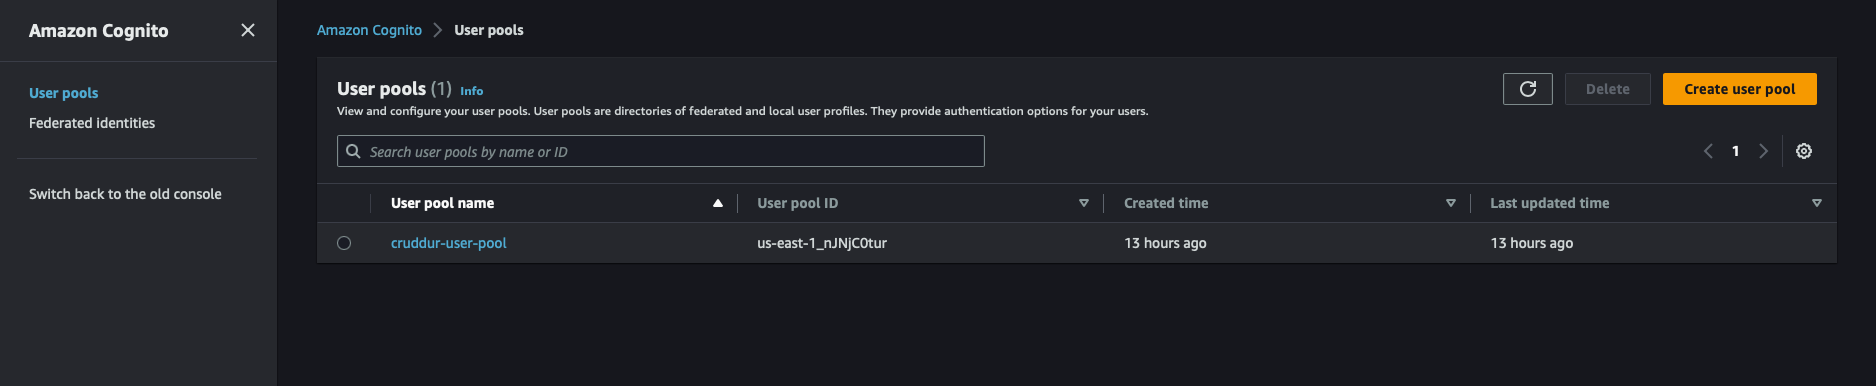 Amazon Cognito
User pools
Federated identities
Switch back to the old console
Amazon Cognito User pools
User pools (1) Info
View and configure your user pools. User pools are directories of federated and local user profiles. They provide authentication options for your users.
Delete
Create user pool
Search user pools by name or ID
1
User pool name User pool ID Created time Last updated time
cruddur-user-pool us-east-1_nJNjC0tur 13 hours ago 13 hours ago